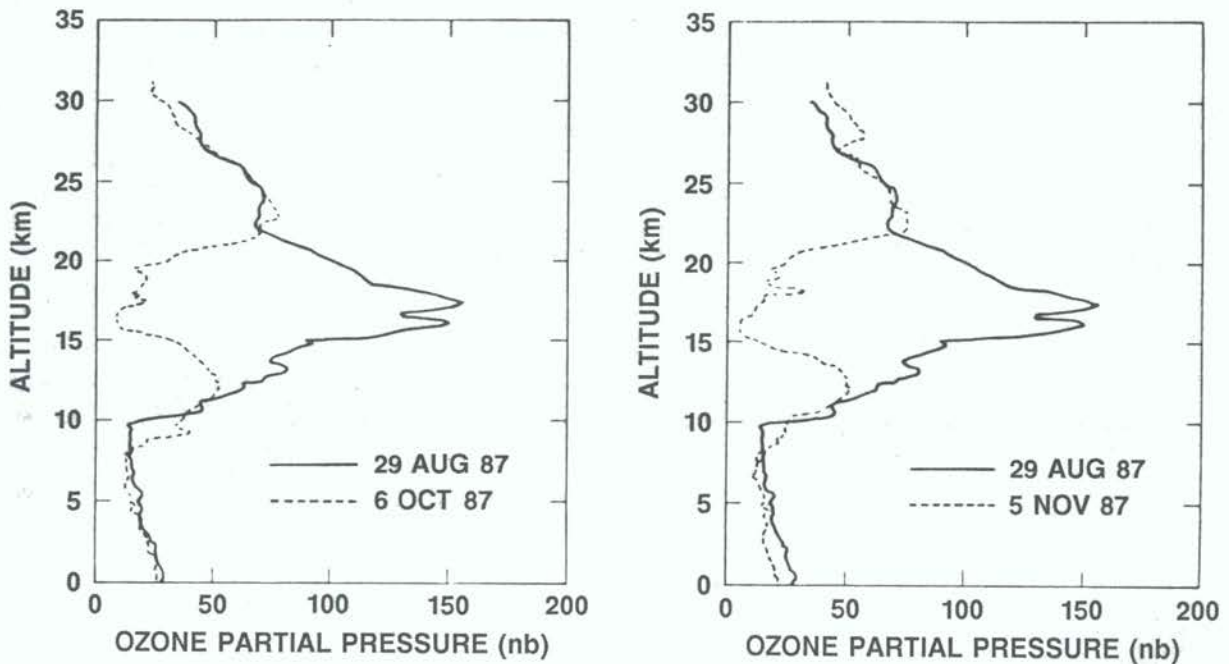 35
30
25
20
15
10
5
0
ALTITUDE (km)
29 AUG 87
6 OCT 87
0 50 100 150 200
OZONE PARTIAL PRESSURE (nb)
35
30
25
20
15
10
5
0
ALTITUDE (km)
29 AUG 87
5 NOV 87
0 50 100 150 200
OZONE PARTIAL PRESSURE (nb)